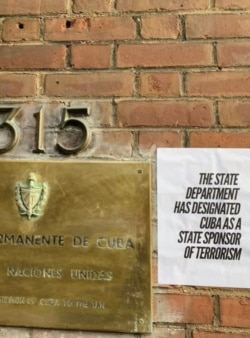 315
RMANENTE DE CUBA
NACIONES UNIDAS
THE STATE
DEPARTMENT
HAS DESIGNATED
CUBA AS A
STATE SPONSOR
OF TERRORISM